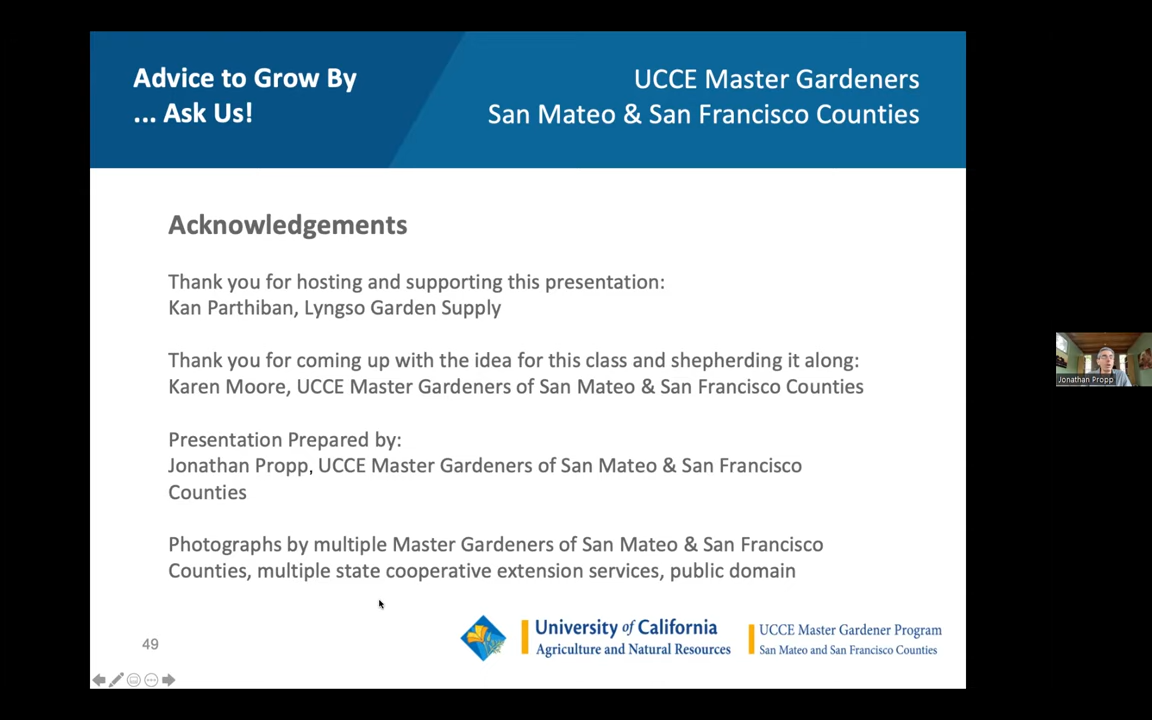 Advice to Grow By
... Ask Us!
UCCE Master Gardeners
San Mateo & San Francisco Counties
Acknowledgements
Thank you for hosting and supporting this presentation:
Kan Parthiban, Lyngso Garden Supply
Thank you for coming up with the idea for this class and shepherding it along:
Karen Moore, UCCE Master Gardeners of San Mateo & San Francisco Counties
Presentation Prepared by:
Jonathan Propp, UCCE Master Gardeners of San Mateo & San Francisco
Counties
Photographs by multiple Master Gardeners of San Mateo & San Francisco
Counties, multiple state cooperative extension services, public domain
49
University of California
Agriculture and Natural Resources
UCCE Master Gardener Program
San Mateo and San Francisco Counties
Jonathan Propp